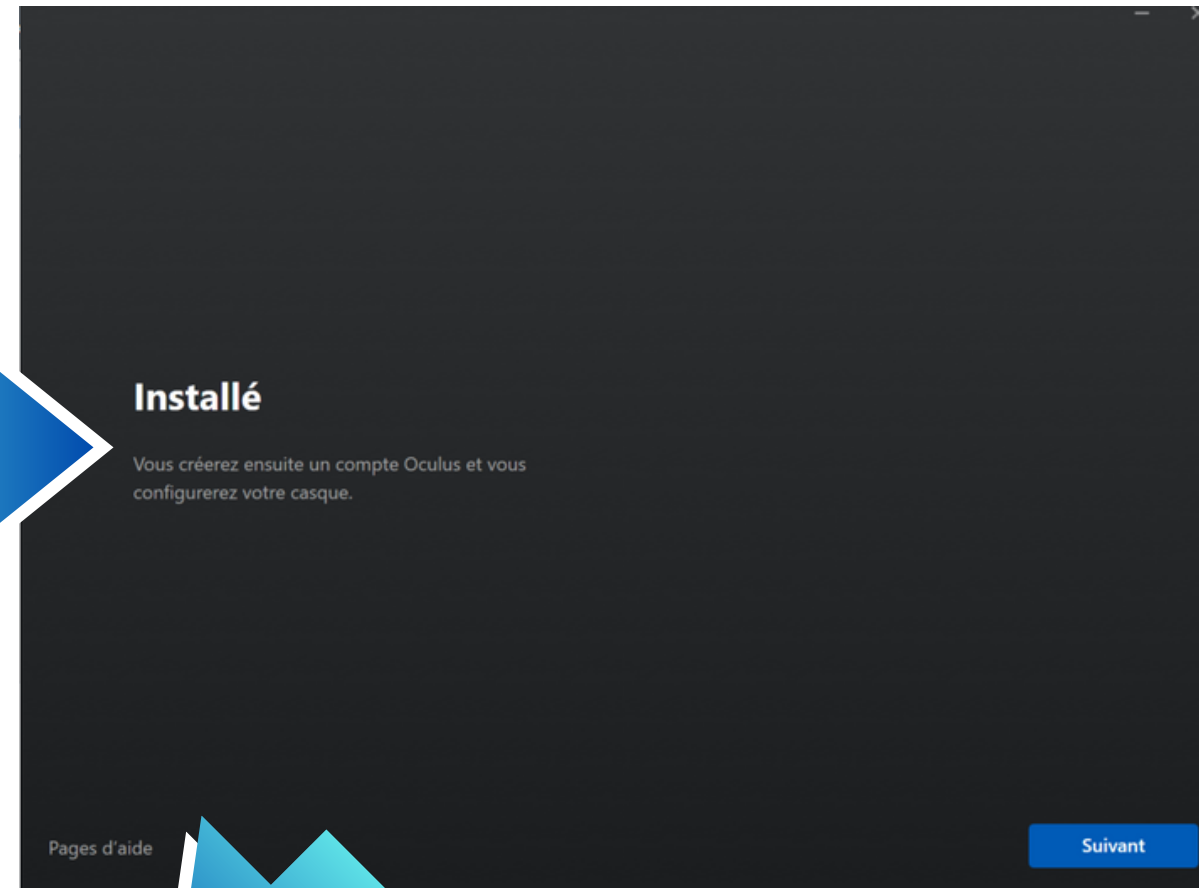 Installé
Vous créerez ensuite un compte Oculus et vous
configurerez votre casque.
Pages d'aide
Suivant